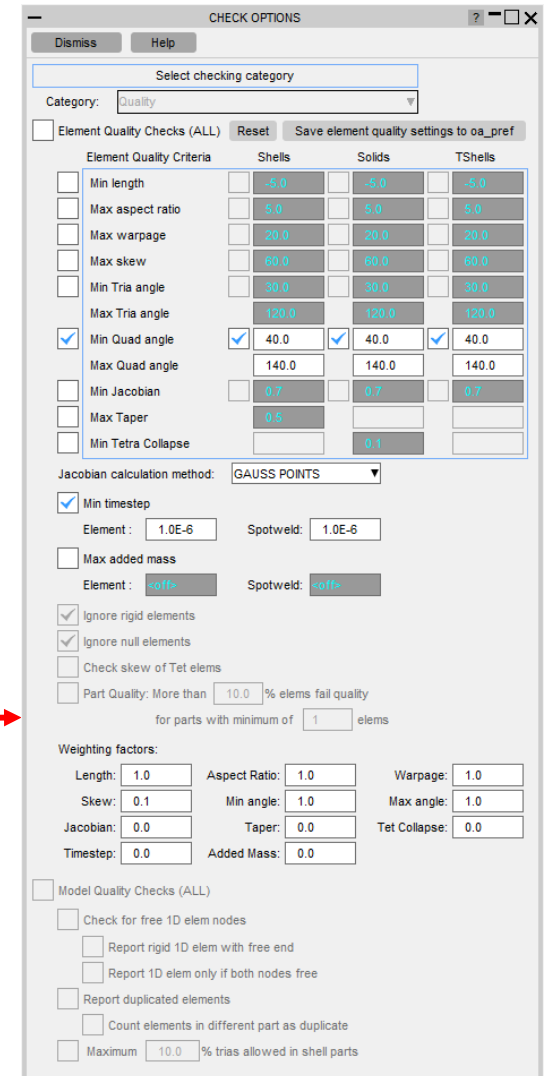 CHECK OPTIONS ?
Dismiss Help
Select checking category
Category: Quality
Element Quality Checks (ALL) Reset Save element quality settings to oa_pref
Element Quality Criteria Shells Solids TShells
Min length -5.0 -5.0 -5.0
Max aspect ratio 5.0 5.0 5.0
Max warpage 20.0 20.0 20.0
Max skew 60.0 60.0 60.0
Min Tria angle 30.0 30.0 30.0
Max Tria angle 120.0 120.0 120.0
Min Quad angle 40.0 40.0 40.0
Max Quad angle 140.0 140.0 140.0
Min Jacobian 0.7 0.7 0.7
Max Taper 0.5
Min Tetra Collapse 0.1
Jacobian calculation method: GAUSS POINTS
Min timestep
Element : 1.0E-6 Spotweld: 1.0E-6
Max added mass
Element : <off> Spotweld: <off>
Ignore rigid elements
Ignore null elements
Check skew of Tet elems
Part Quality: More than 10.0 % elems fail quality
for parts with minimum of 1 elems
Weighting factors:
Length: 1.0 Aspect Ratio: 1.0 Warpage: 1.0
Skew: 0.1 Min angle: 1.0 Max angle: 1.0
Jacobian: 0.0 Taper: 0.0 Tet Collapse: 0.0
Timestep: 0.0 Added Mass: 0.0
Model Quality Checks (ALL)
Check for free 1D elem nodes
Report rigid 1D elem with free end
Report 1D elem only if both nodes free
Report duplicated elements
Count elements in different part as duplicate
Maximum 10.0 % trias allowed in shell parts